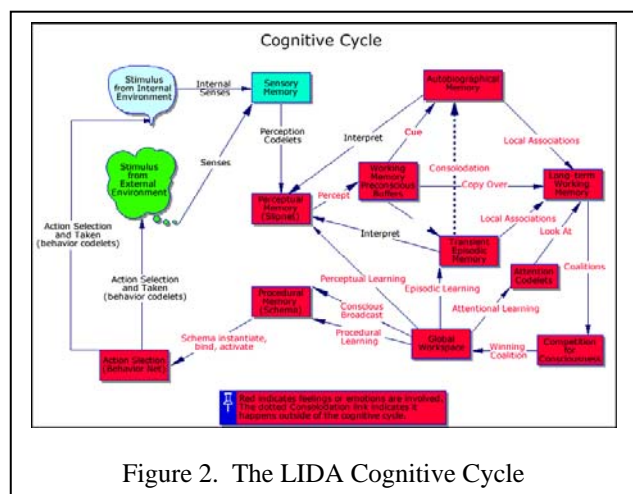 Cognitive Cycle
Stimulus
from Internal
Environment
Internal
Senses
Sensory
Memory
Autobiographical
Memory
Stimulus
from
External
Environment
Senses
Perception
Codelets
Interpret
Cue
Local Associations
Working
Memory
Preconscious
Buffers
Consolodation
Copy Over
Long-term
Working
Memory
Perceptual
Memory
(Slipnet)
Percept
Action Selection
and Taken
(behavior codelets)
Interpret
Transient
Episodic
Memory
Local Associations
Look At
Action Selection
and Taken
(behavior codelets)
Attention
Codelets
Coalitions
Perceptual Learning
Episodic Learning
Procedural
Memory
(Schema)
Conscious
Broadcast
Attentional Learning
Schema instantiate,
bind, activate
Procedural
Learning
Global
Workspace
Winning
Coalition
Competition
for
Consciousness
Action Slection
(Behavior Net)
Red indicates feelings or emotions are involved.
The dotted Consolodation link indicates it
happens outside of the cognitive cycle.
Figure 2. The LIDA Cognitive Cycle